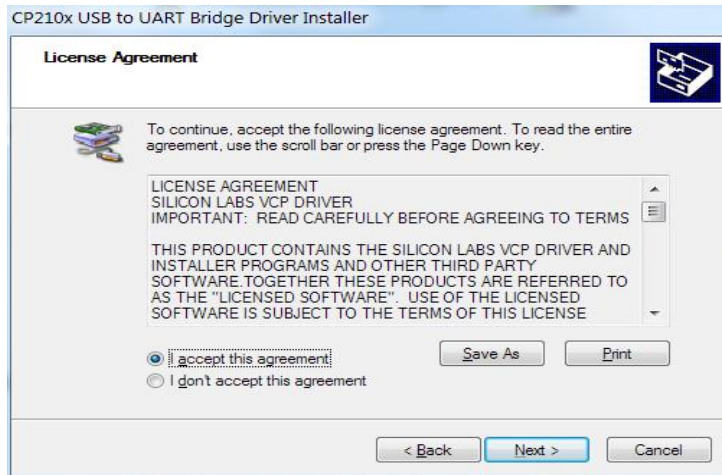 CP210x USB to UART Bridge Driver Installer
License Agreement
To continue, accept the following license agreement. To read the entire
agreement, use the scroll bar or press the Page Down key.
LICENSE AGREEMENT
SILICON LABS VCP DRIVER
IMPORTANT: READ CAREFULLY BEFORE AGREEING TO TERMS
THIS PRODUCT CONTAINS THE SILICON LABS VCP DRIVER AND
INSTALLER PROGRAMS AND OTHER THIRD PARTY
SOFTWARE.TOGETHER THESE PRODUCTS ARE REFERRED TO
AS THE "LICENSED SOFTWARE". USE OF THE LICENSED
SOFTWARE IS SUBJECT TO THE TERMS OF THIS LICENSE
I accept this agreement
Save As
Print
I don't accept this agreement
< Back
Next >
Cancel